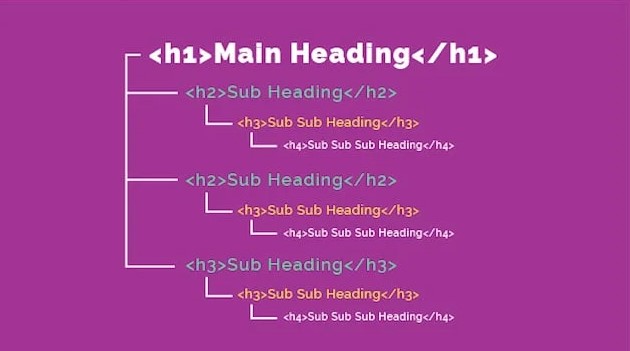 <h1>Main Heading</h1>
<h2>Sub Heading</h2>
<h3>Sub Sub Heading</h3>
<h4>Sub Sub Sub Heading</h4>
<h2>Sub Heading</h2>
<h3>Sub Sub Heading</h3>
<h4>Sub Sub Sub Heading</h4>
<h3>Sub Heading</h3>
<h3>Sub Sub Heading</h3>
<h4>Sub Sub Sub Heading</h4>